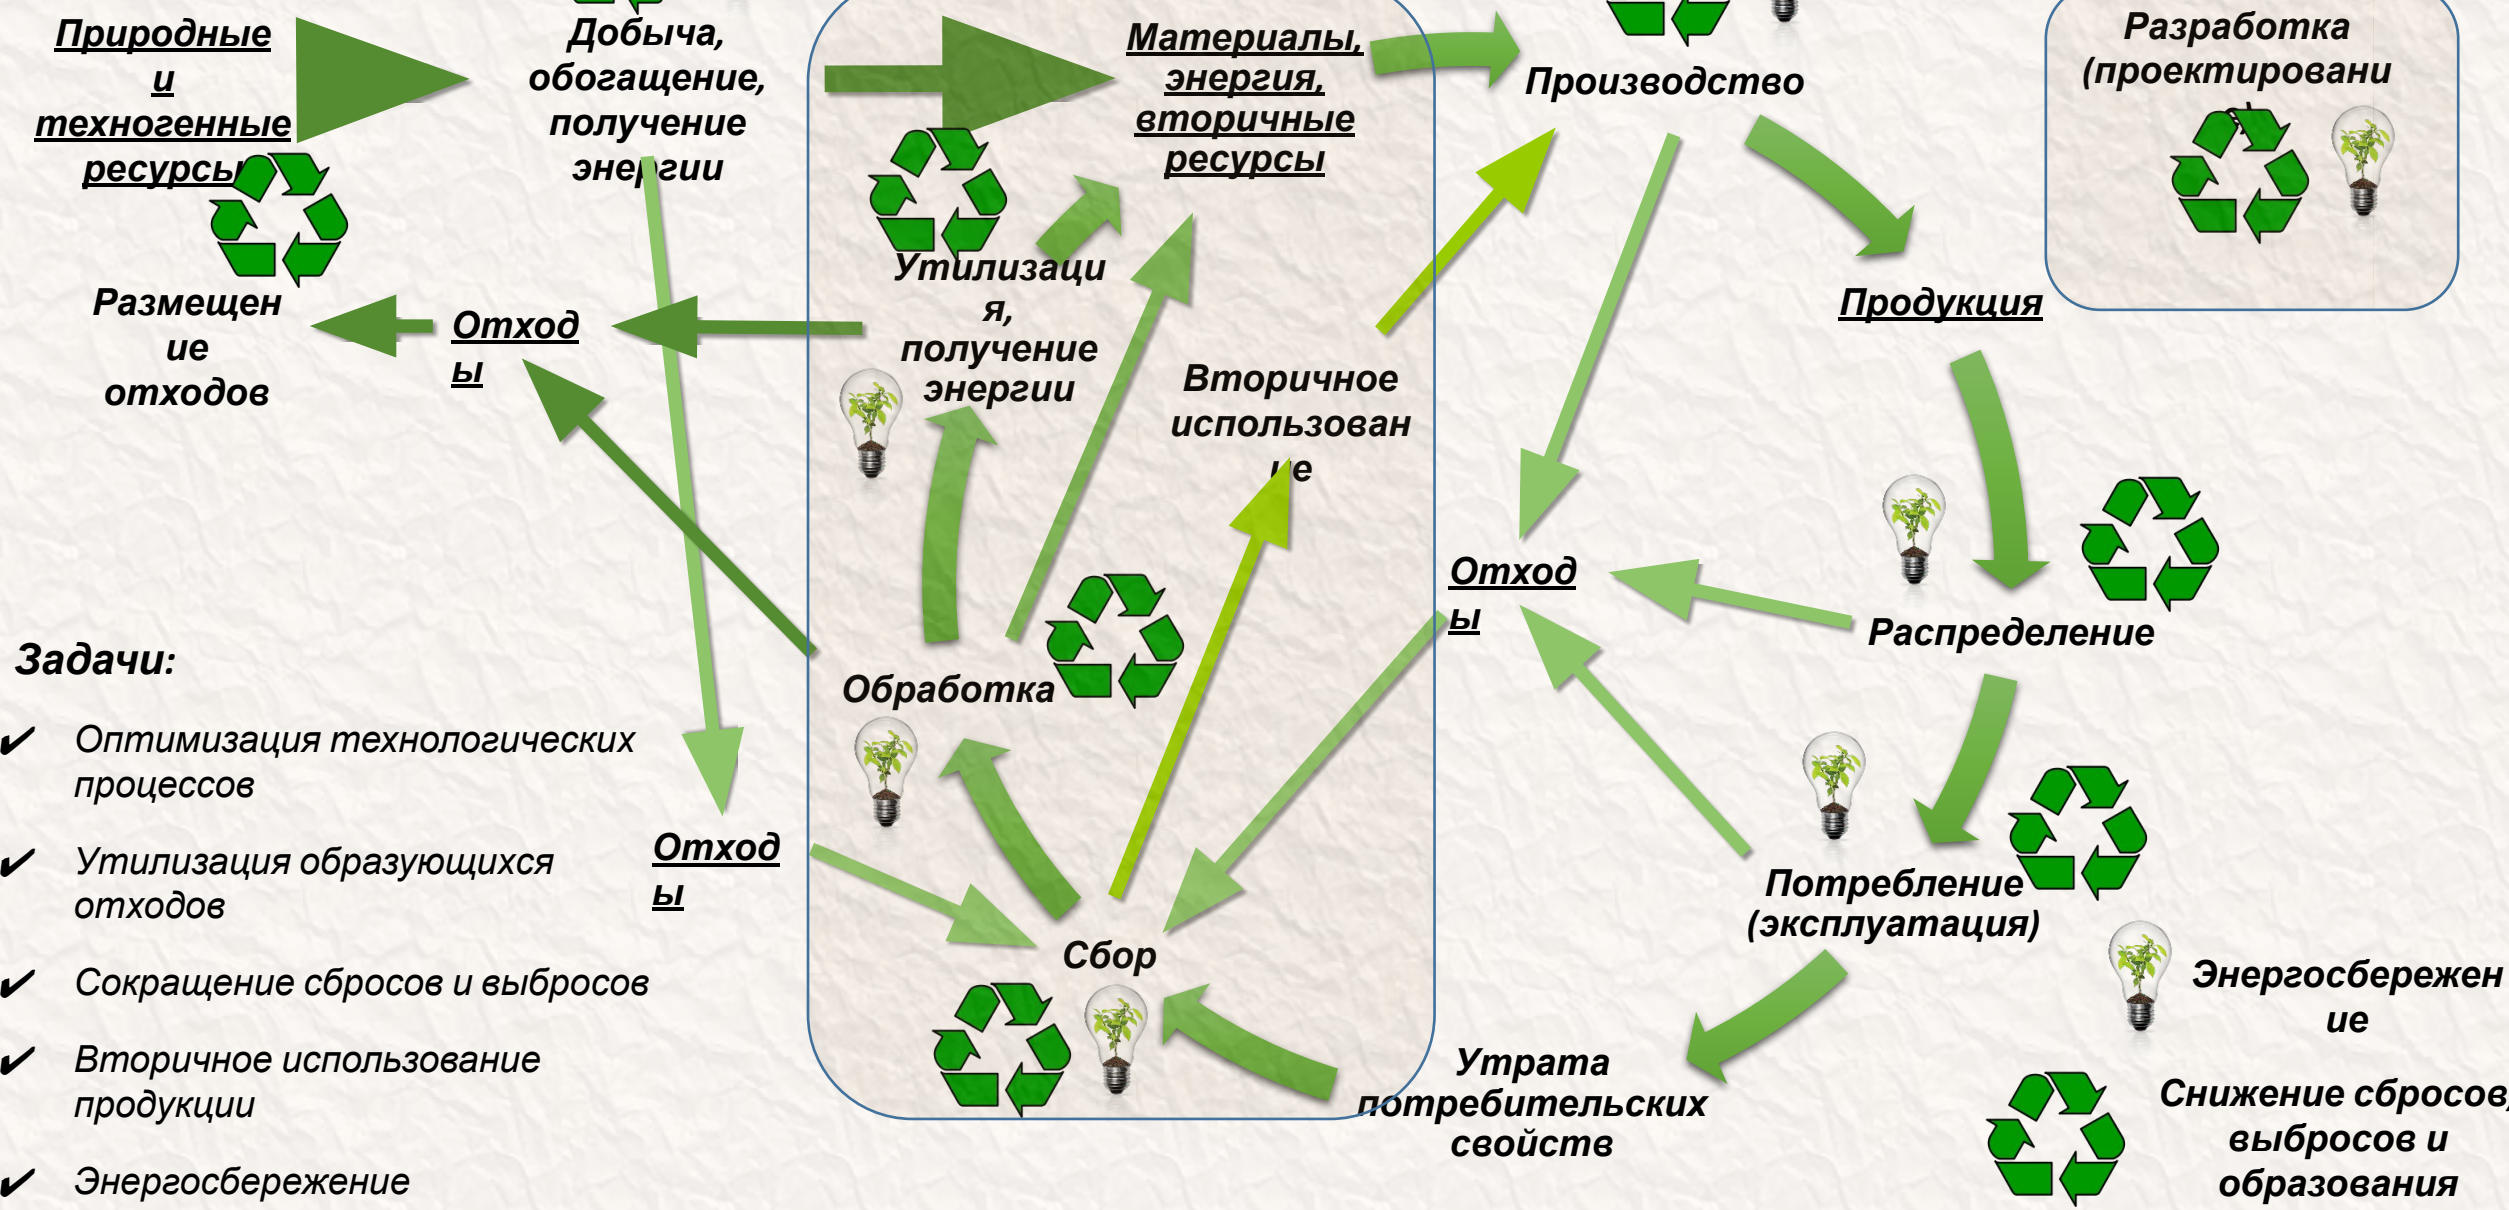 Природные
и
техногенные
ресурсы
Добыча,
обогащение,
получение
энергии
Материалы,
энергия,
вторичные
ресурсы
Производство
Разработка
(проектировани
я)
Размещен
ие
отходов
Отход
ы
Утилизаци
я,
получение
энергии
Вторичное
использован
ие
Продукция
Отход
ы
Распределение
Обработка
Задачи:
✔ Оптимизация технологических
процессов
✔ Утилизация образующихся
отходов
✔ Сокращение сбросов и выбросов
✔ Вторичное использование
продукции
✔ Энергосбережение
Отход
ы
Сбор
Потребление
(эксплуатация)
Утрата
потребительских
свойств
Энергосбережен
ие
Снижение сбросов,
выбросов и
образования